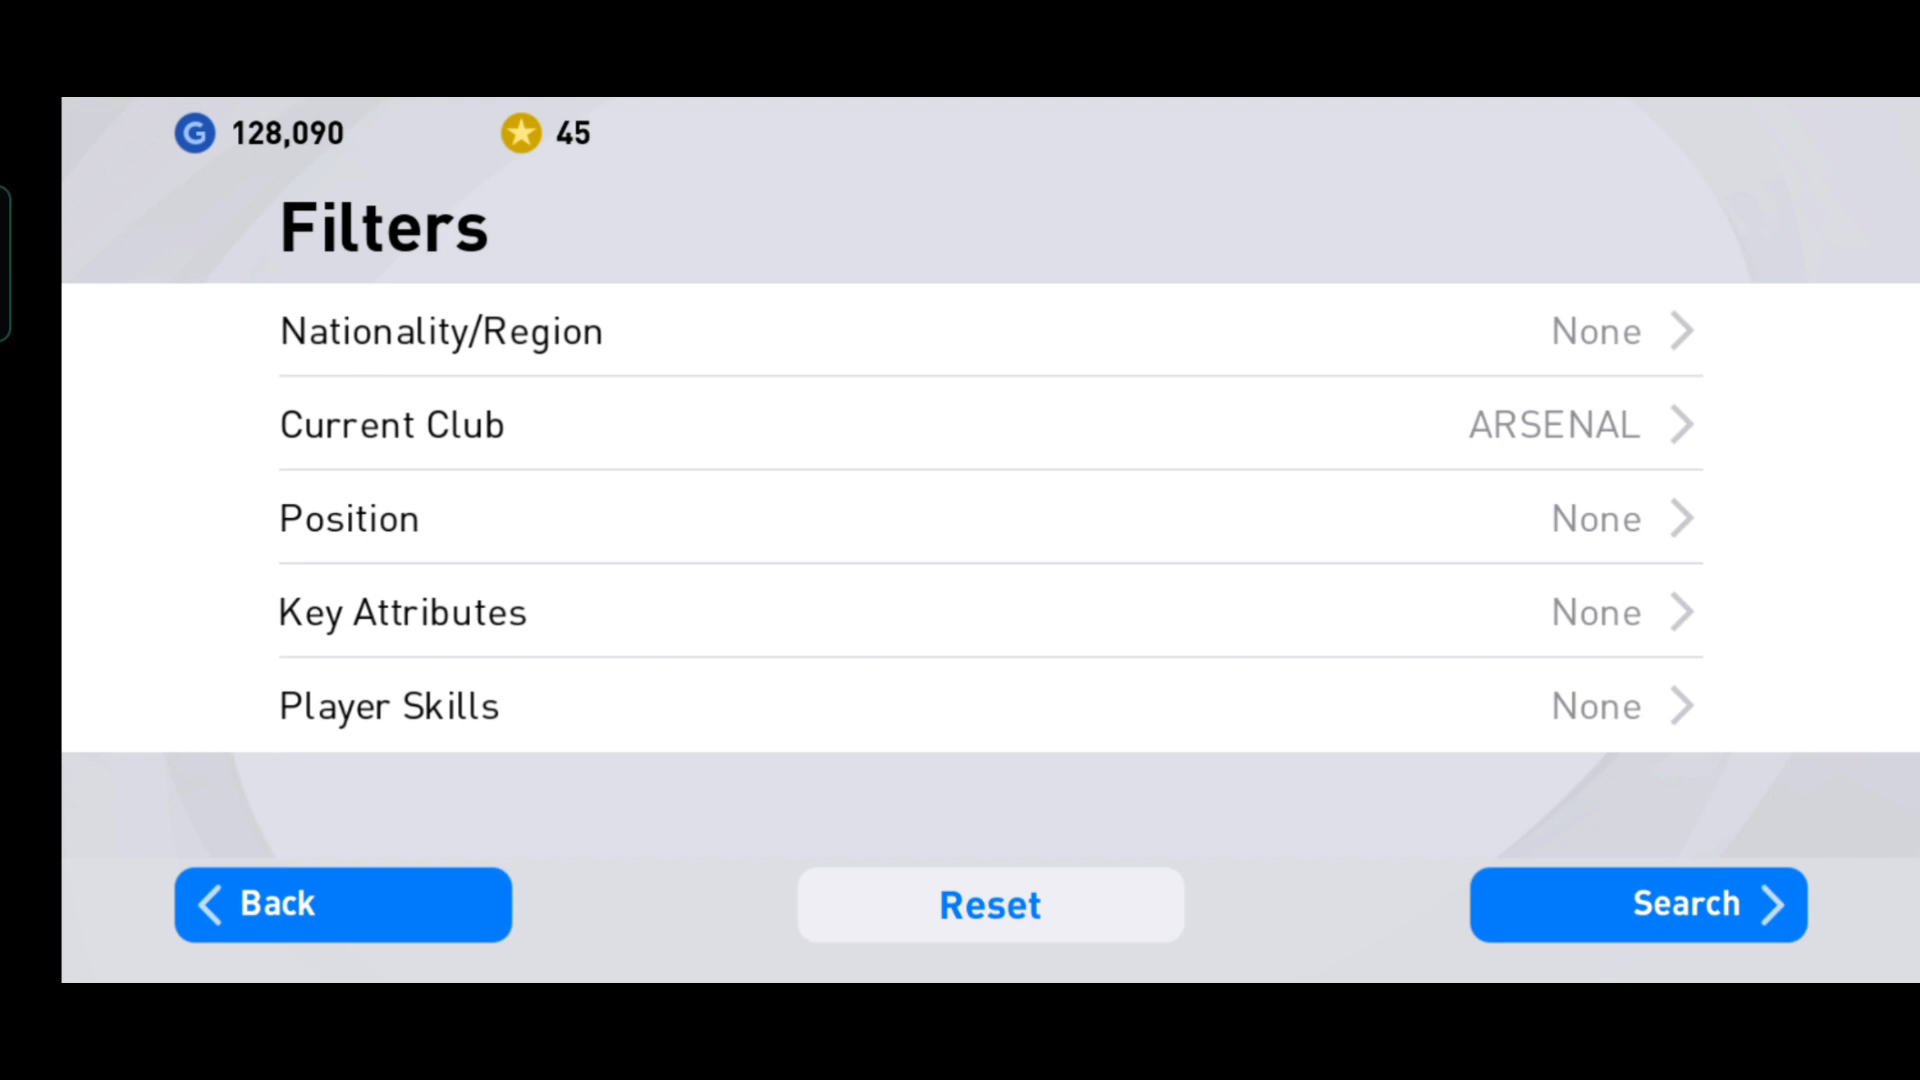 G 128,090 45
Filters
Nationality/Region None
Current Club ARSENAL
Position None
Key Attributes None
Player Skills None
Back Reset Search